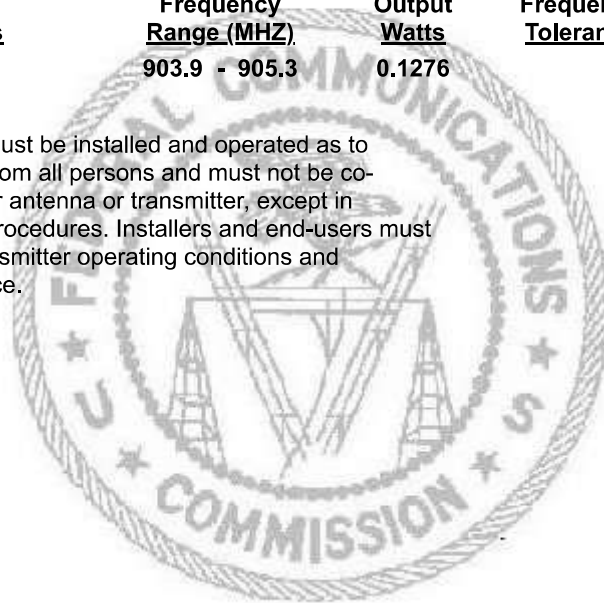 Frequency Output
Range (MHZ) Watts
903.9 - 905.3 0.1276
ust be installed and operated as to
om all persons and must not be co-
r antenna or transmitter, except in
rocedures. Installers and end-users must
smitter operating conditions and
ce.
FEDERAL COMMUNICATIONS
U S
COMMISSION